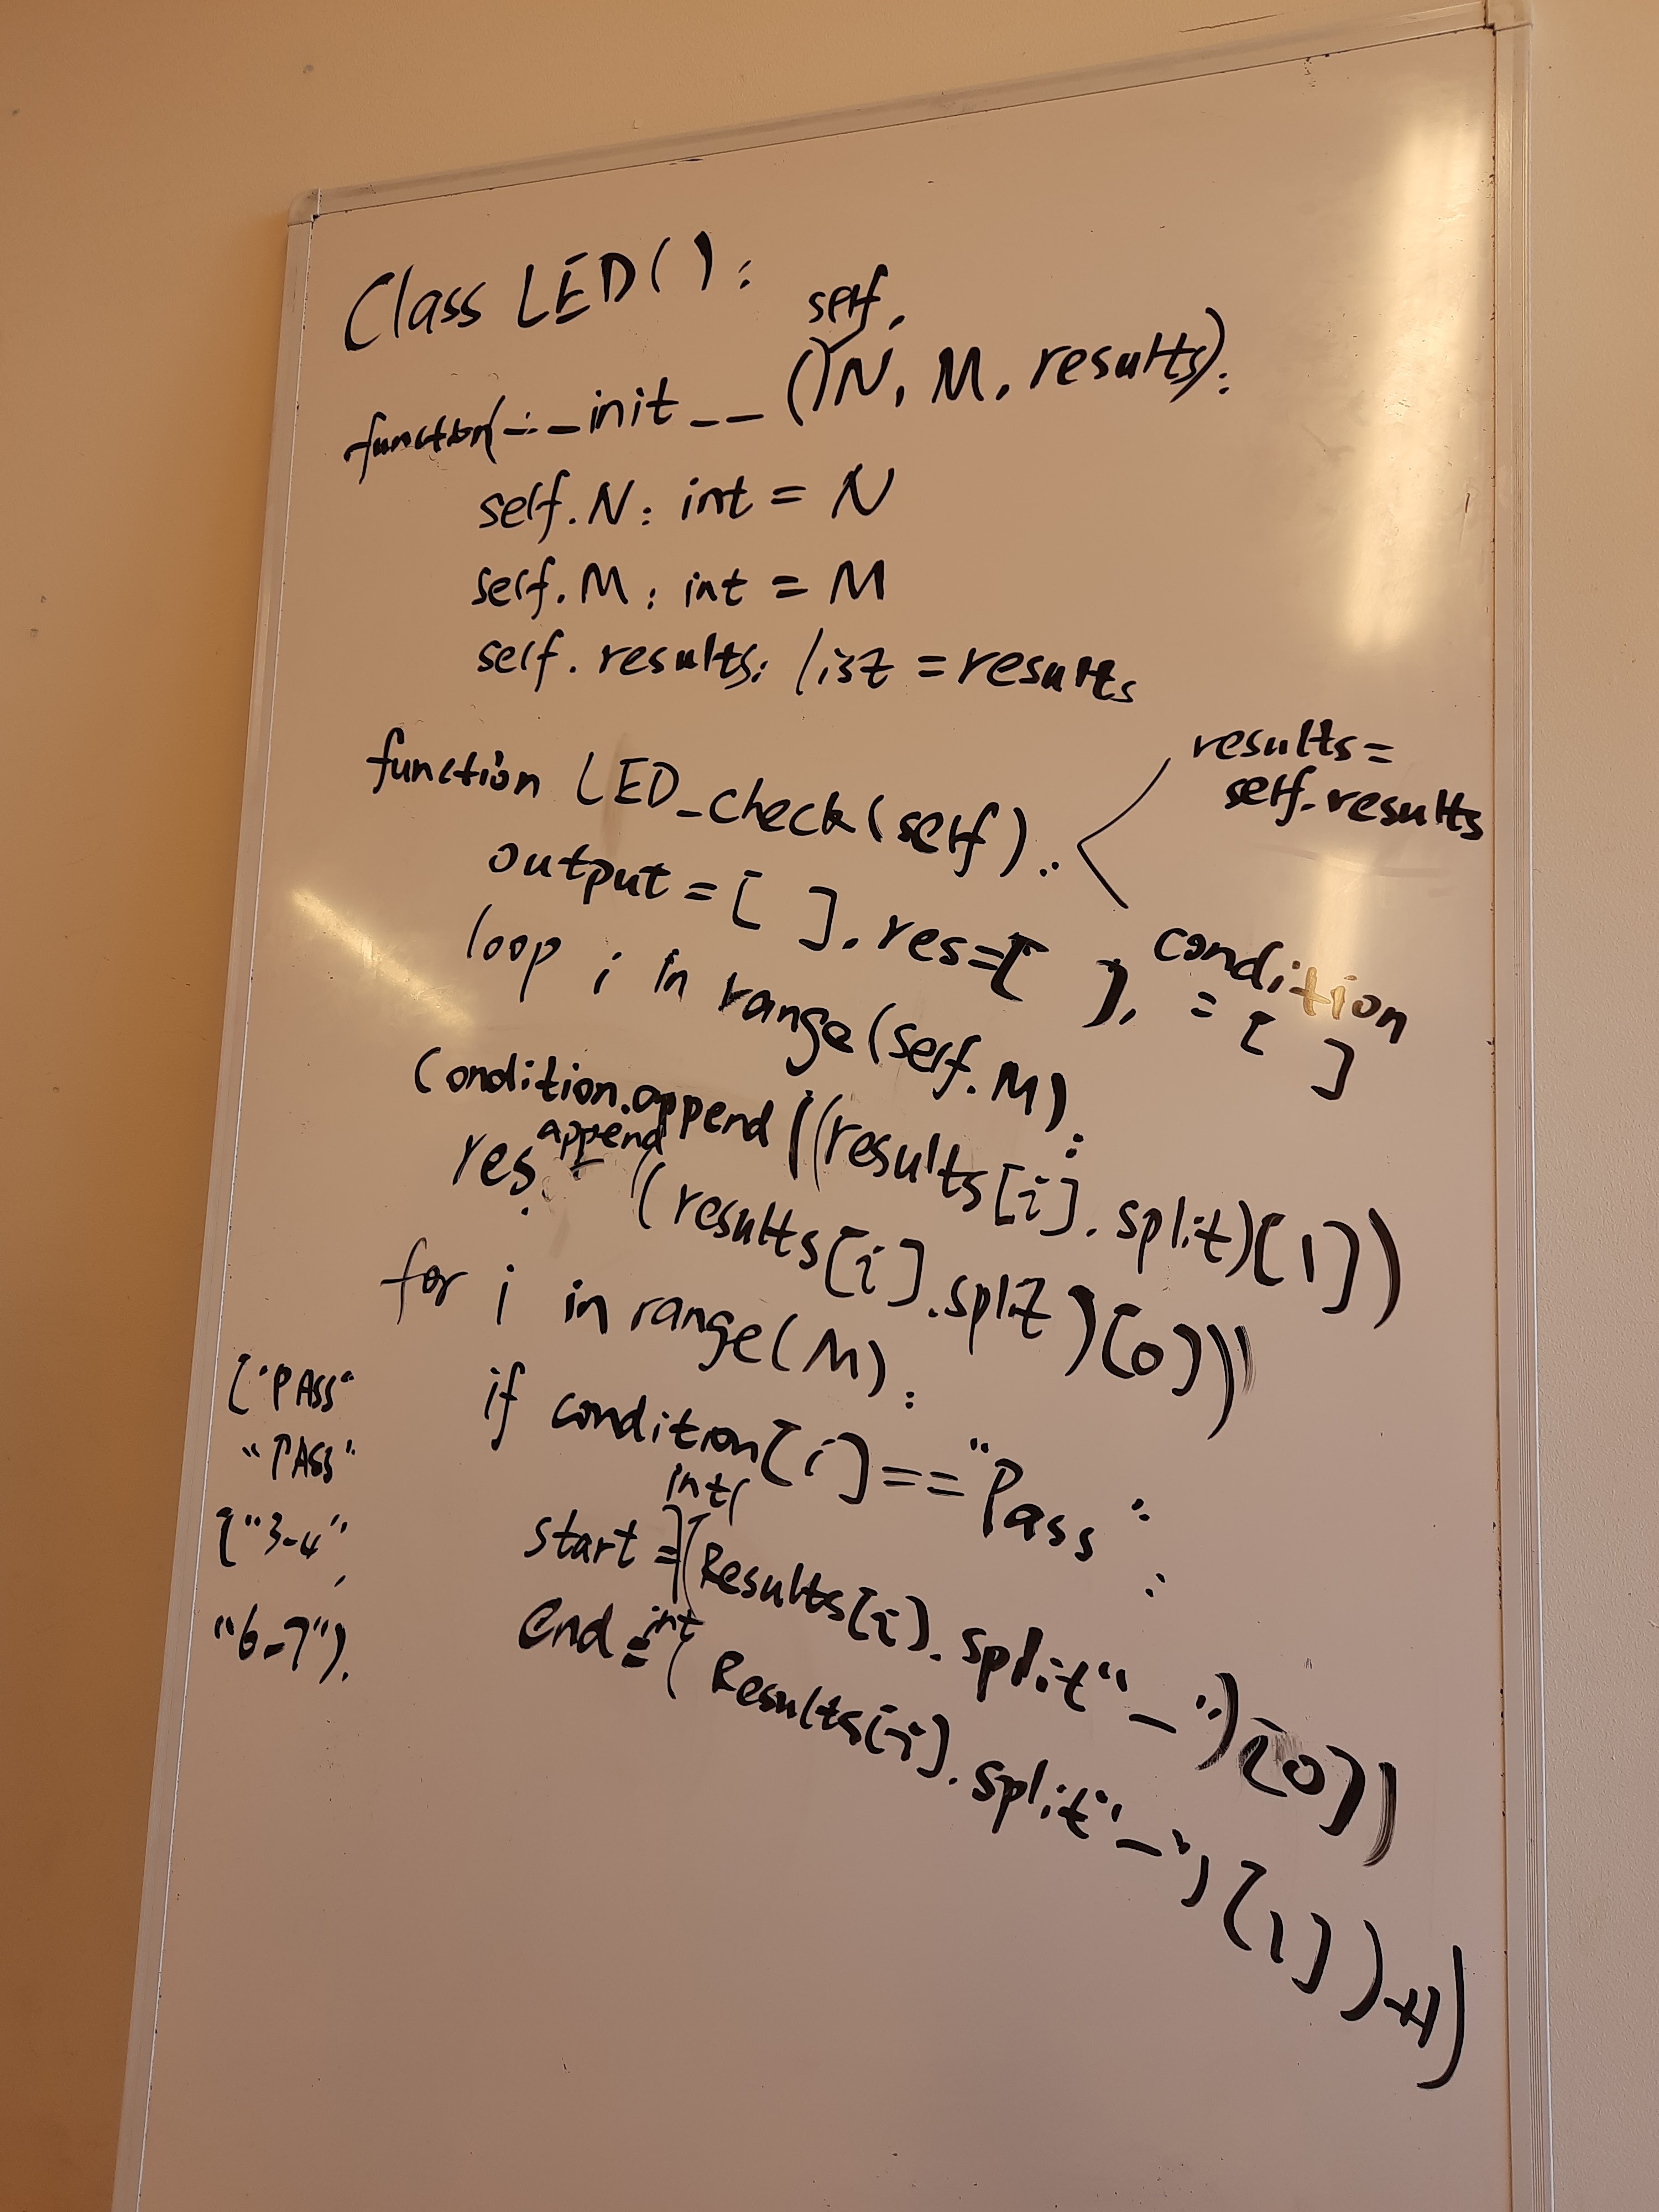 Class LED():
self,
function(__init__ (N, M, results):
self.N: int = N
self.M: int = M
self.results: list = results
results =
self.results
function LED_check(self):
output = [ ], res=[ ], condition
= [ ]
loop i in range(self.M):
Condition.append((results[i].split)[1])
append
res. (results[i].split)[0])
for i in range(M):
if condition[i]=="Pass":
int(
start = (Results[i].split"-")[0])
int
End = (Results[i].split"-")[1])+1)
["PASS"
"PASS"
["3-4",
"6-7"].